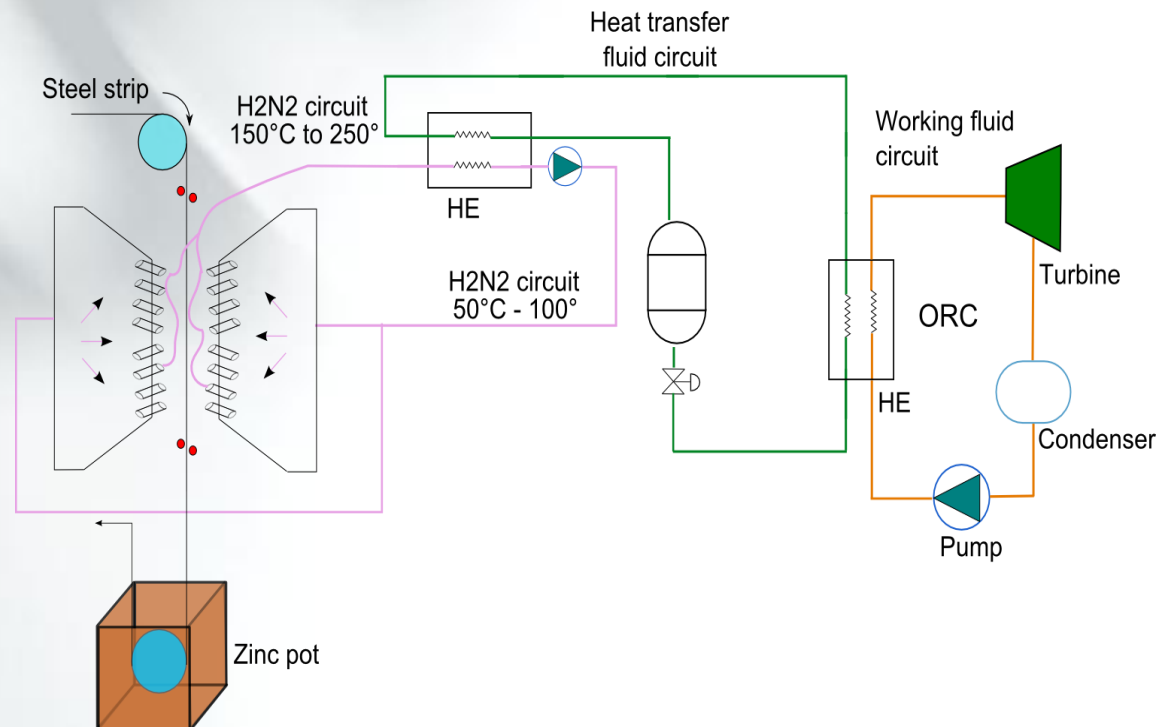 Heat transfer
fluid circuit
Steel strip
H2N2 circuit
150°C to 250°
Working fluid
circuit
HE
H2N2 circuit
50°C - 100°
Turbine
ORC
HE
Condenser
Pump
Zinc pot